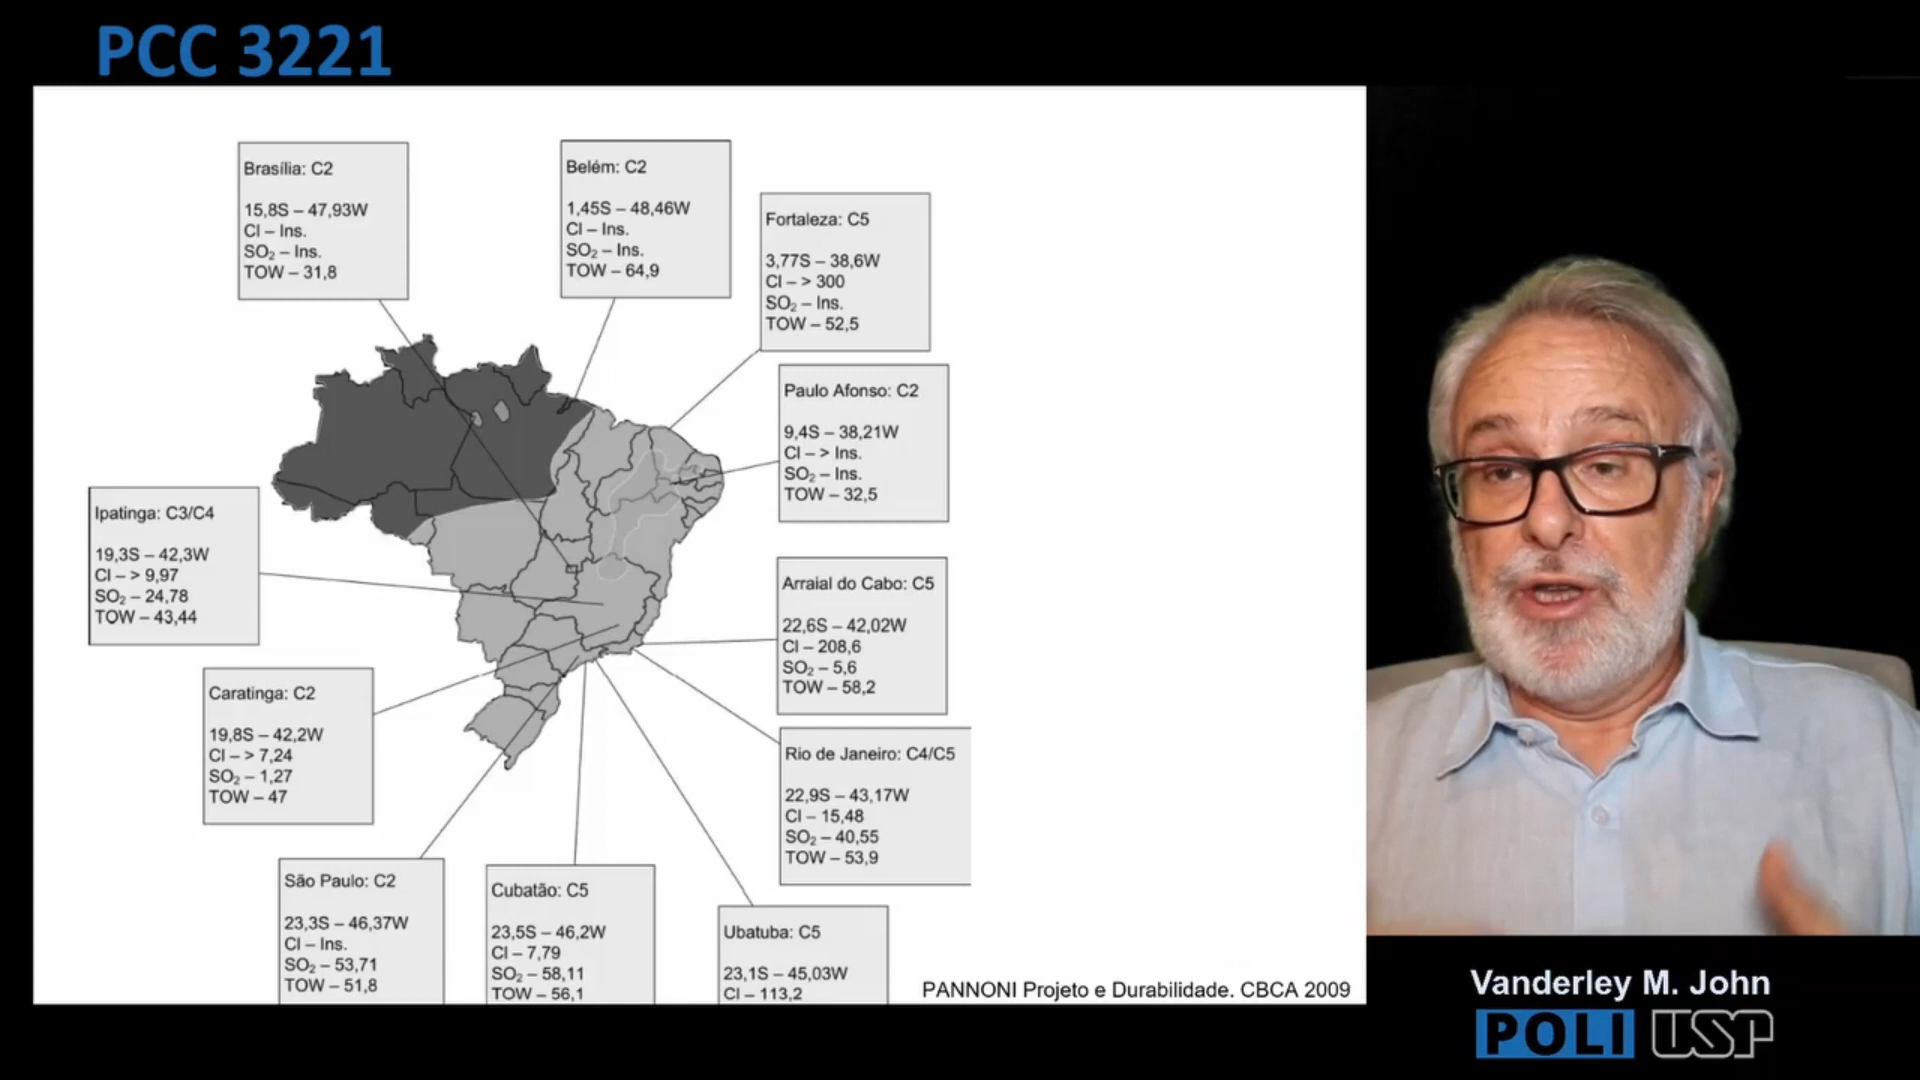 PCC 3221
Brasília: C2
15,8S – 47,93W
Cl – Ins.
SO₂ – Ins.
TOW – 31,8
Belém: C2
1,45S – 48,46W
Cl – Ins.
SO₂ – Ins.
TOW – 64,9
Fortaleza: C5
3,77S – 38,6W
Cl – > 300
SO₂ – Ins.
TOW – 52,5
Paulo Afonso: C2
9,4S – 38,21W
Cl – > Ins.
SO₂ – Ins.
TOW – 32,5
Ipatinga: C3/C4
19,3S – 42,3W
Cl – > 9,97
SO₂ – 24,78
TOW – 43,44
Arraial do Cabo: C5
22,6S – 42,02W
Cl – 208,6
SO₂ – 5,6
TOW – 58,2
Caratinga: C2
19,8S – 42,2W
Cl – > 7,24
SO₂ – 1,27
TOW – 47
Rio de Janeiro: C4/C5
22,9S – 43,17W
Cl – 15,48
SO₂ – 40,55
TOW – 53,9
São Paulo: C2
23,3S – 46,37W
Cl – Ins.
SO₂ – 53,71
TOW – 51,8
Cubatão: C5
23,5S – 46,2W
Cl – 7,79
SO₂ – 58,11
TOW – 56,1
Ubatuba: C5
23,1S – 45,03W
Cl – 113,2
PANNONI Projeto e Durabilidade. CBCA 2009
Vanderley M. John
POLI USP